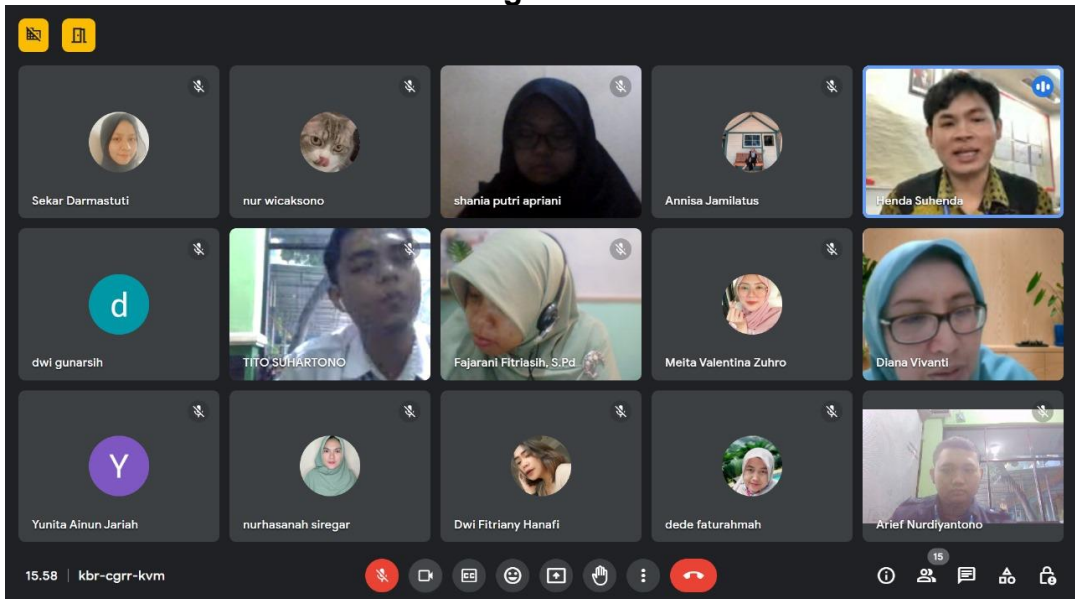 Sekar Darmastuti
nur wicaksono
shania putri apriani
Annisa Jamilatus
Henda Suhenda
d
dwi gunarsih
TITO SUHARTONO
Fajarani Fitriasih, S.Pd
Meita Valentina Zuhro
Diana Vivanti
Y
Yunita Ainun Jariah
nurhasanah siregar
Dwi Fitriany Hanafi
dede faturahmah
Arief Nurdiyantono
15.58 | kbr-cgrr-kvm
CC
15